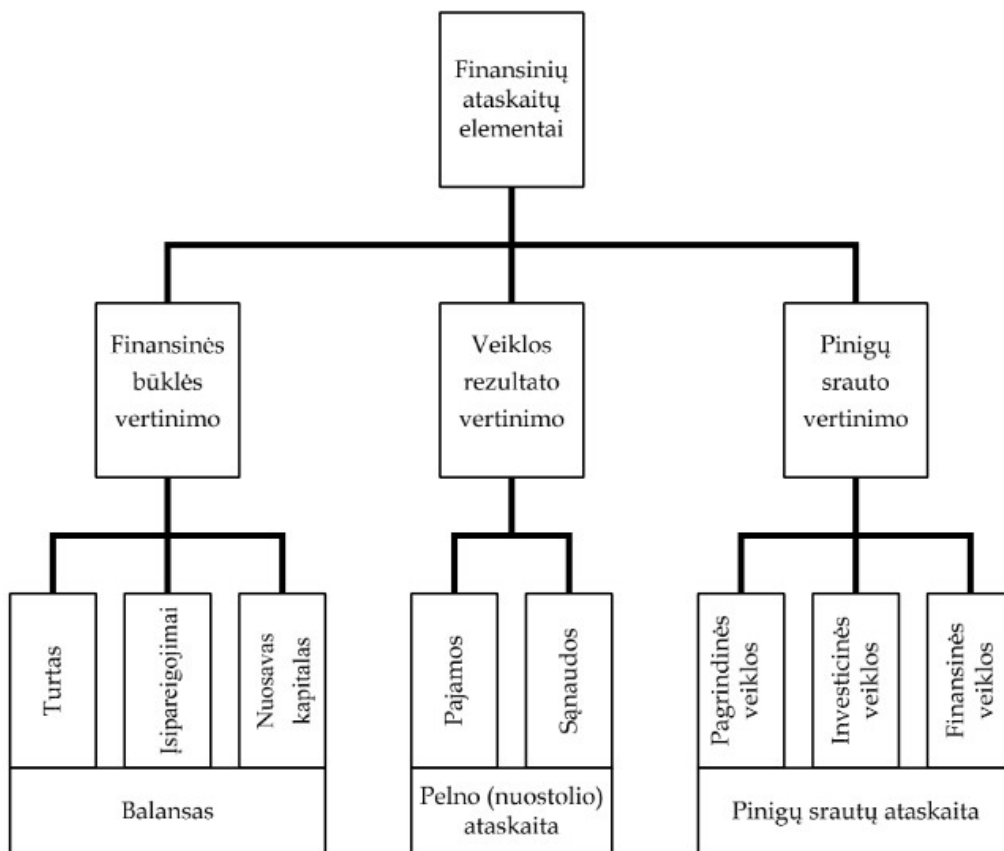 Finansinių
ataskaitų
elementai
Finansinės
būklės
vertinimo
Veiklos
rezultato
vertinimo
Pinigų
srauto
vertinimo
Turtas
Įsipareigojimai
Nuosavas
kapitalas
Pajamos
Sąnaudos
Pagrindinės
veiklos
Investicinės
veiklos
Finansinės
veiklos
Balansas
Pelno (nuostolio)
ataskaita
Pinigų srautų ataskaita